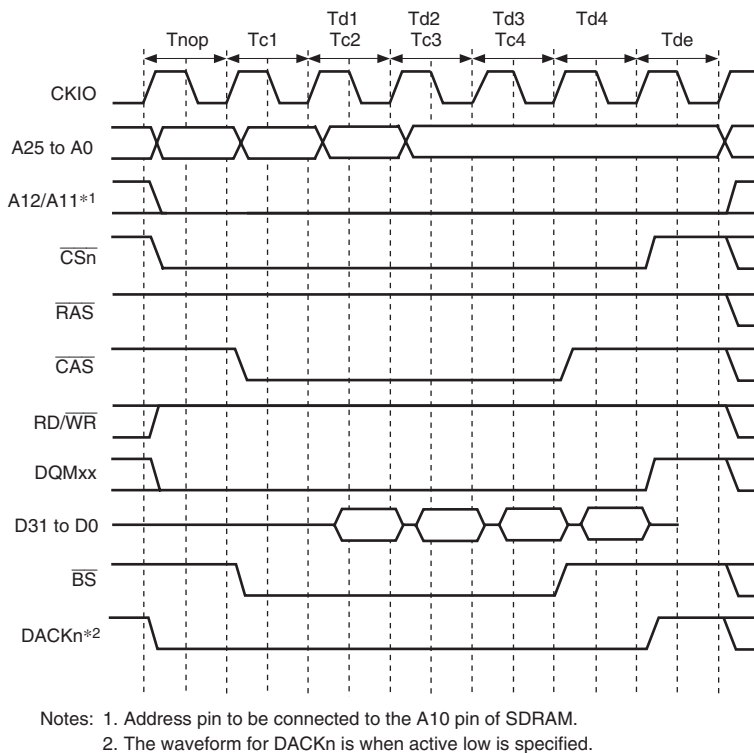 Td1 Td2 Td3 Td4
Tnop Tc1 Tc2 Tc3 Tc4 Tde
CKIO
A25 to A0
A12/A11*1
CSn
RAS
CAS
RD/WR
DQMxx
D31 to D0
BS
DACKn*2
Notes: 1. Address pin to be connected to the A10 pin of SDRAM.
2. The waveform for DACKn is when active low is specified.